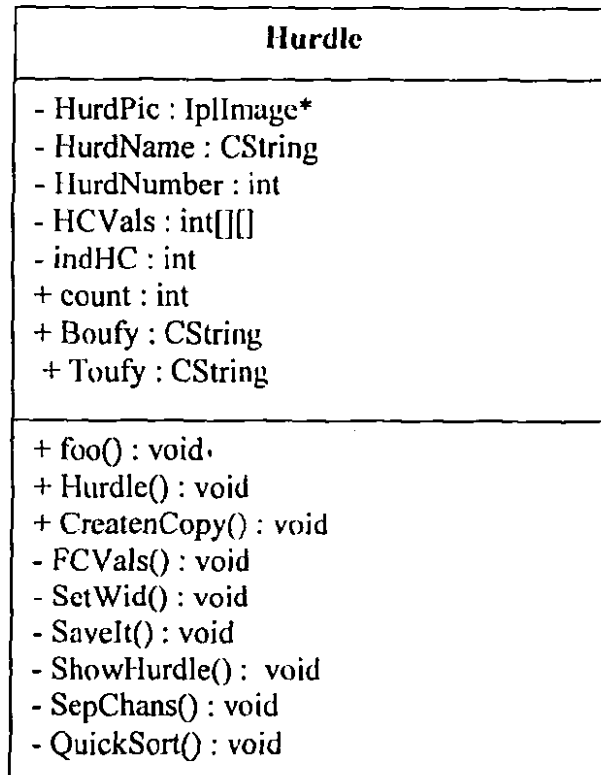 Hurdle
- HurdPic : IplImage*
- HurdName : CString
- HurdNumber : int
- HCVals : int[][]
- indHC : int
+ count : int
+ Boufy : CString
+ Toufy : CString
+ foo() : void
+ Hurdle() : void
+ CreatenCopy() : void
- FCVals() : void
- SetWid() : void
- SaveIt() : void
- ShowHurdle() : void
- SepChans() : void
- QuickSort() : void